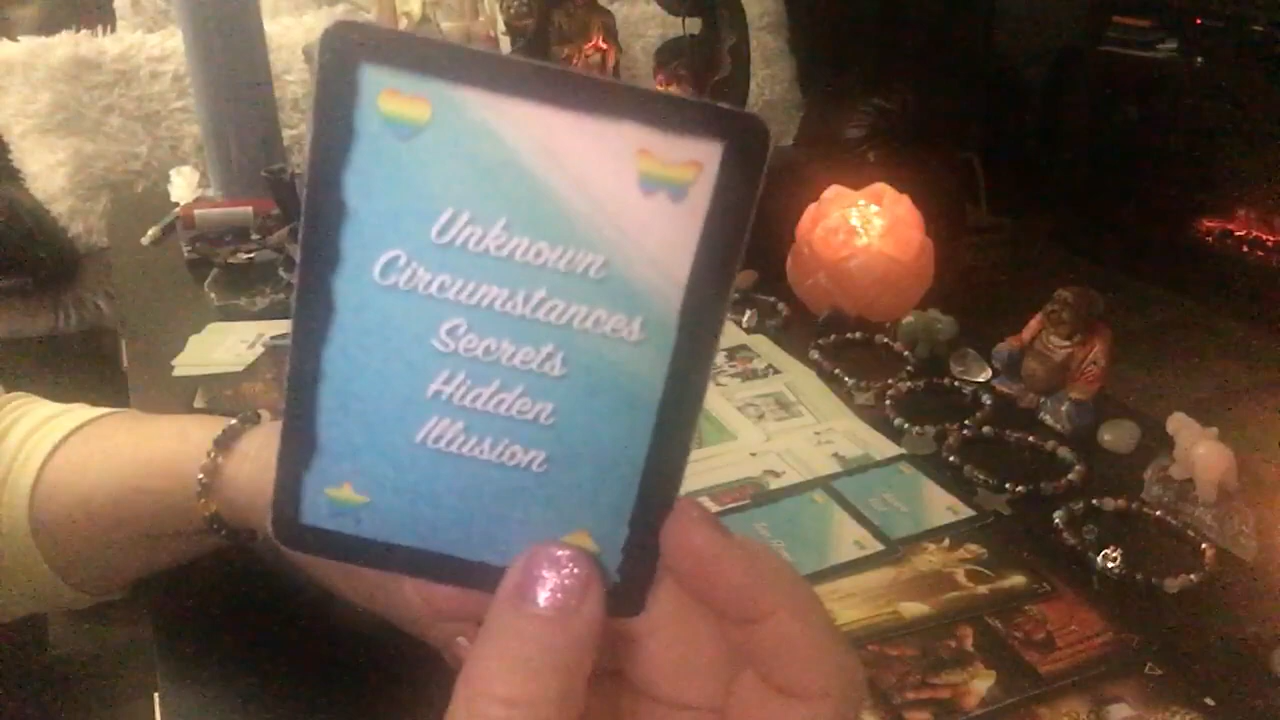 Unknown
Circumstances
Secrets
Hidden
Illusion